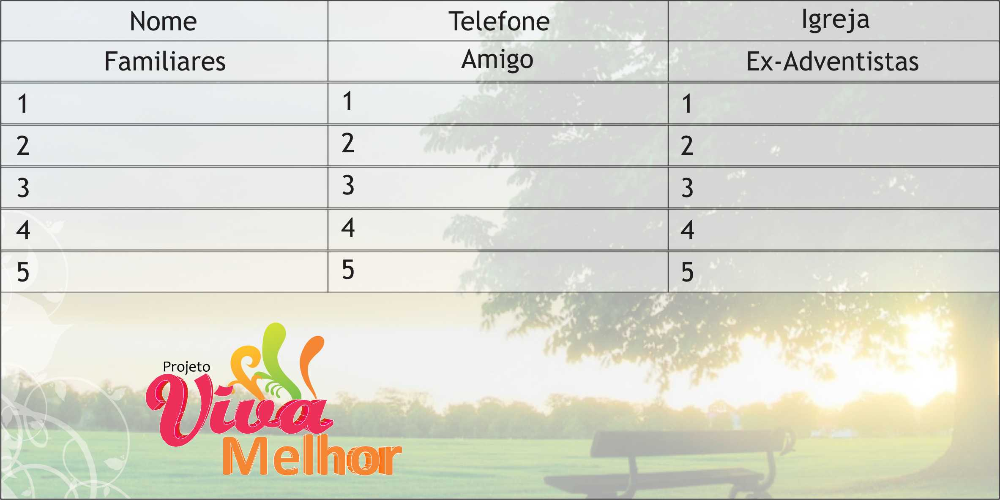 Nome Telefone Igreja
Familiares Amigo Ex-Adventistas
1 1 1
2 2 2
3 3 3
4 4 4
5 5 5
Projeto
Viva
Melhor